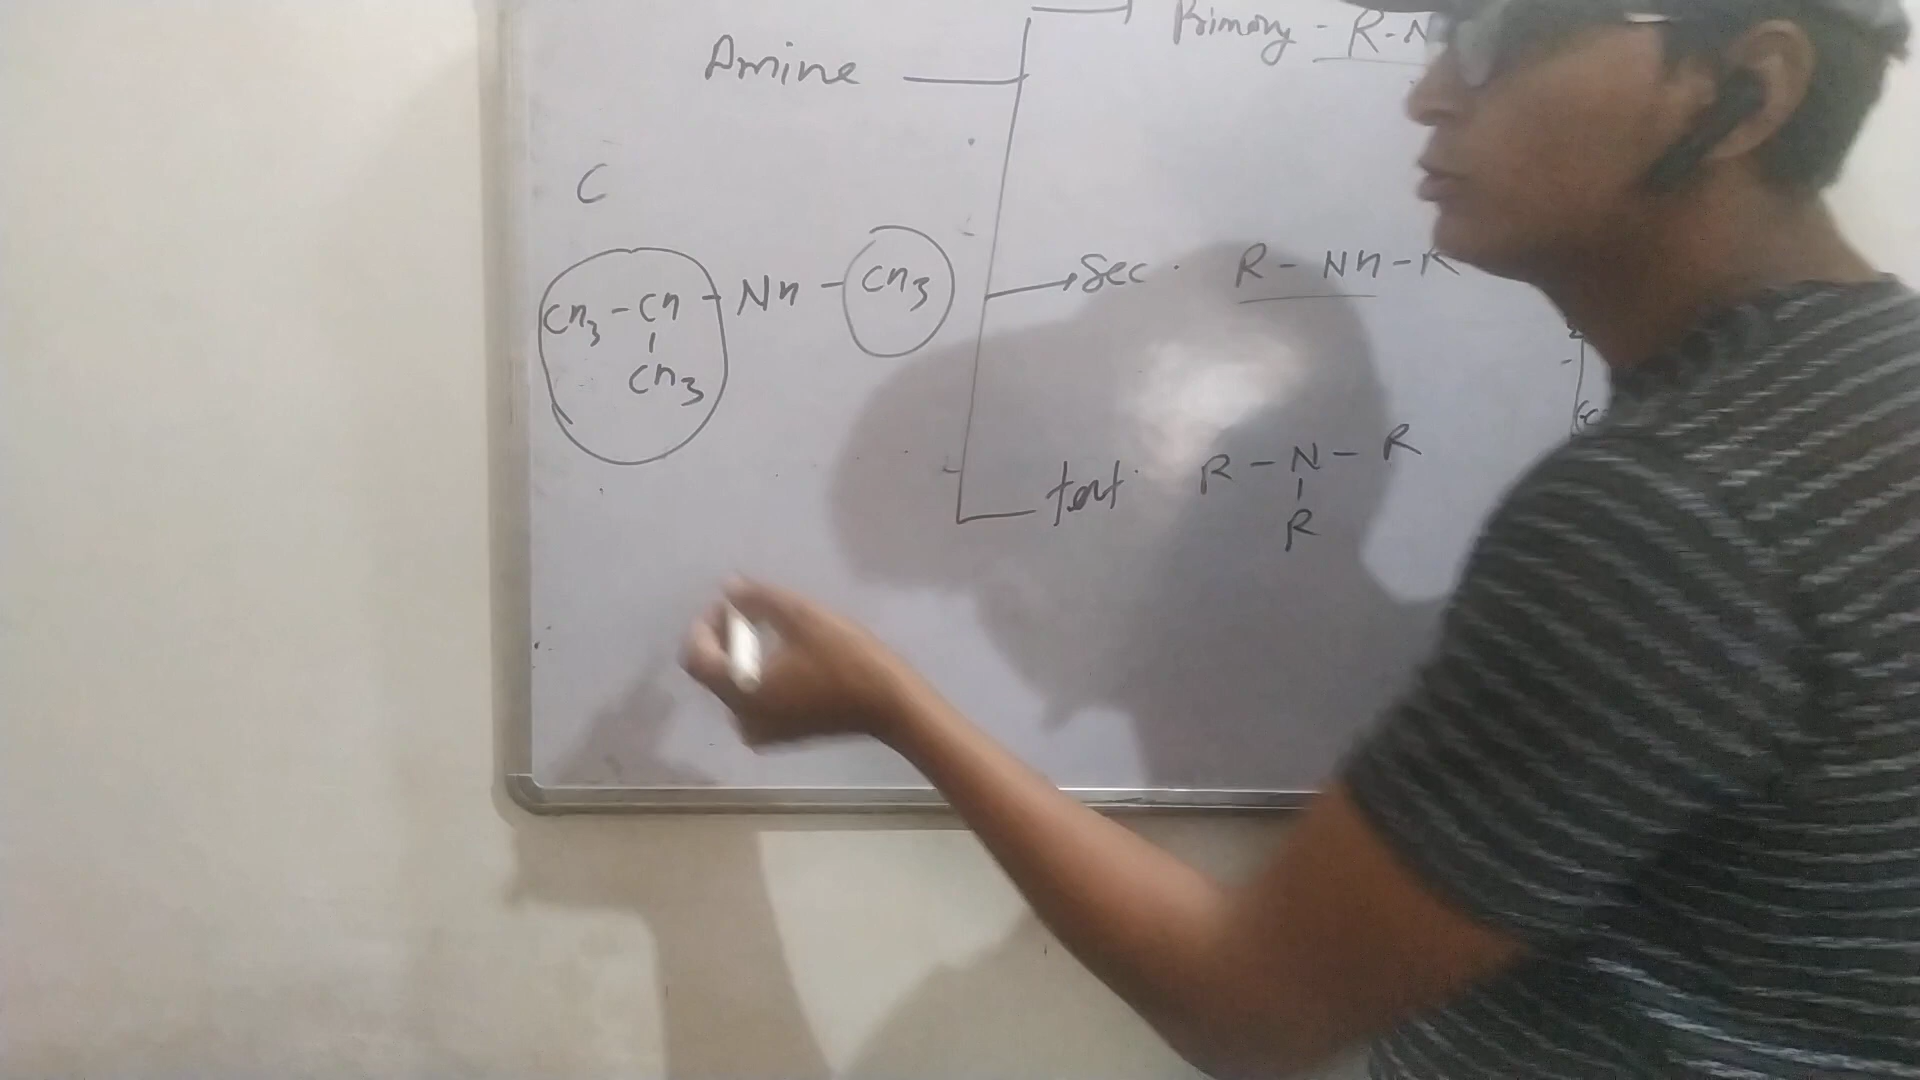 Primary - R-N
Amine
C
CH3 - CH - NH - CH3
CH3
Sec. R - NH - R
tert. R - N - R
R